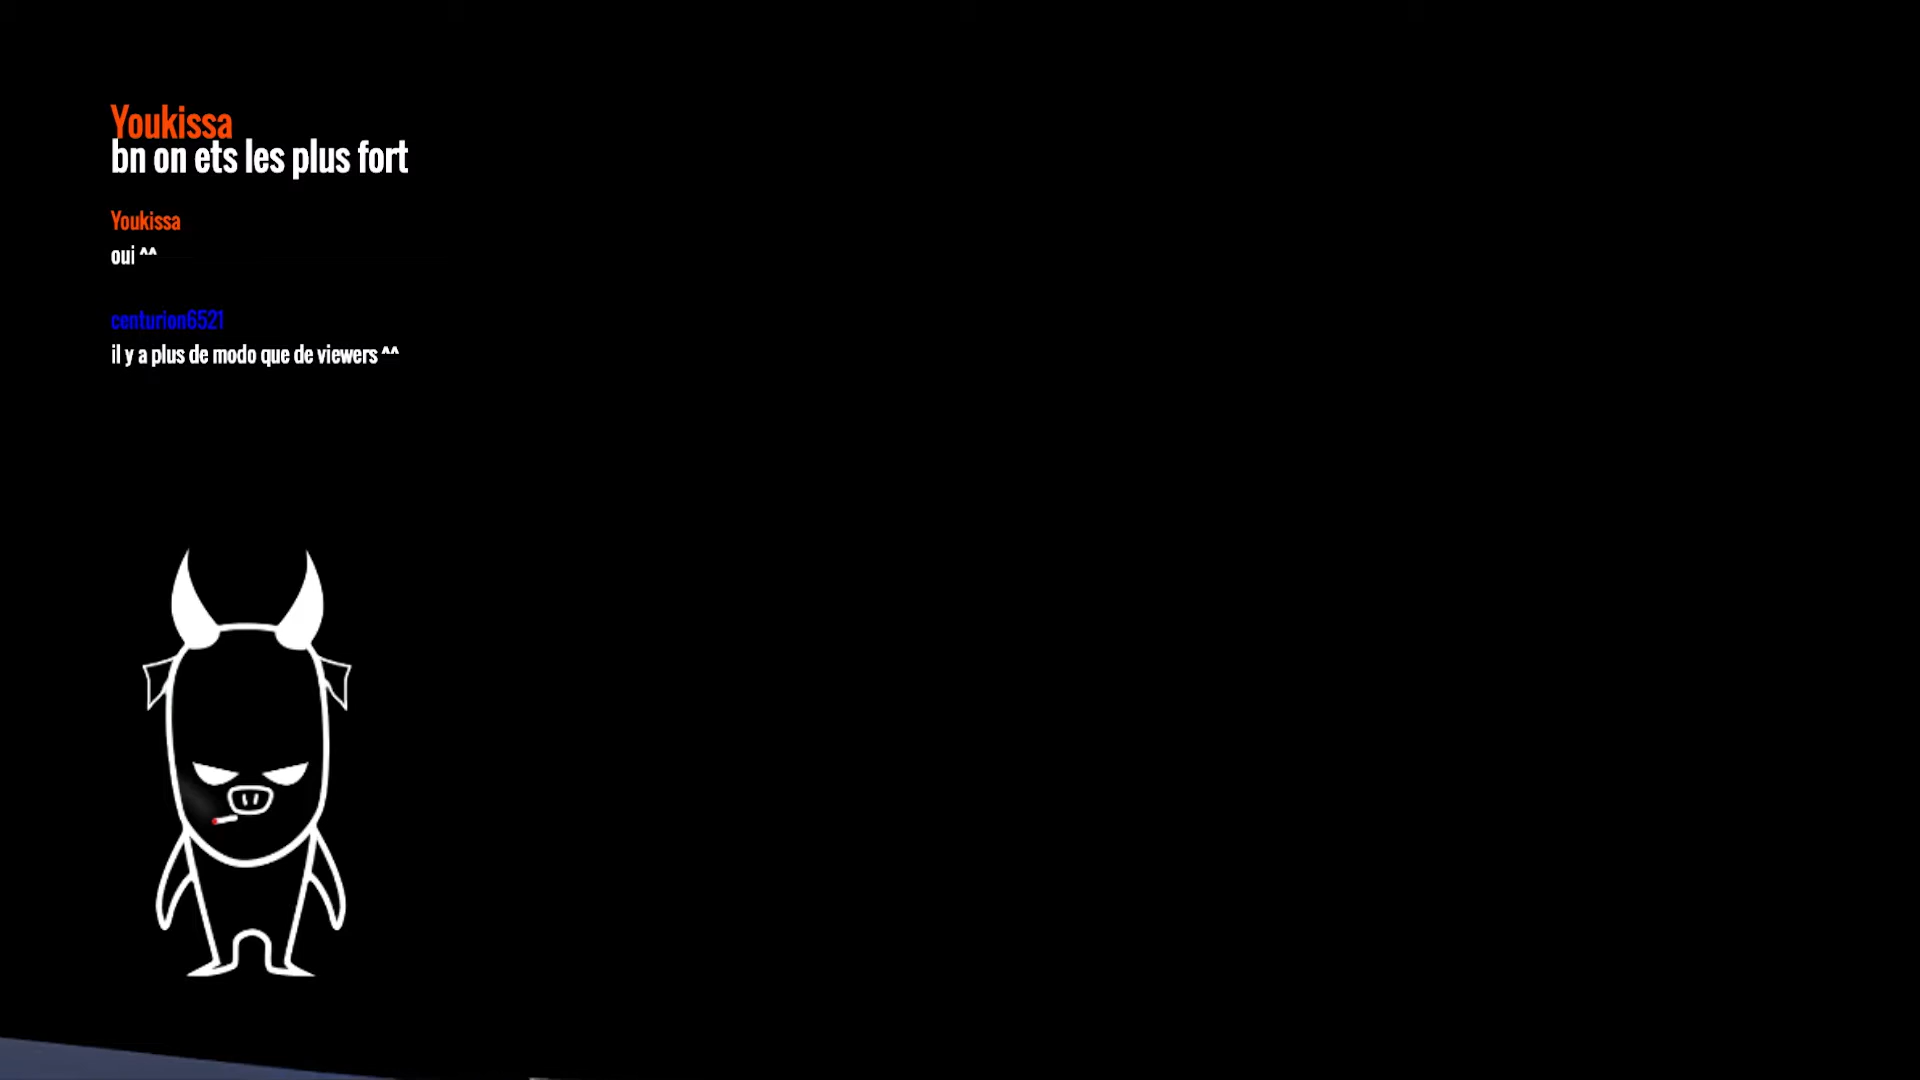 Youkissa
bn on ets les plus fort
Youkissa
oui ^^
centurion6521
il y a plus de modo que de viewers ^^